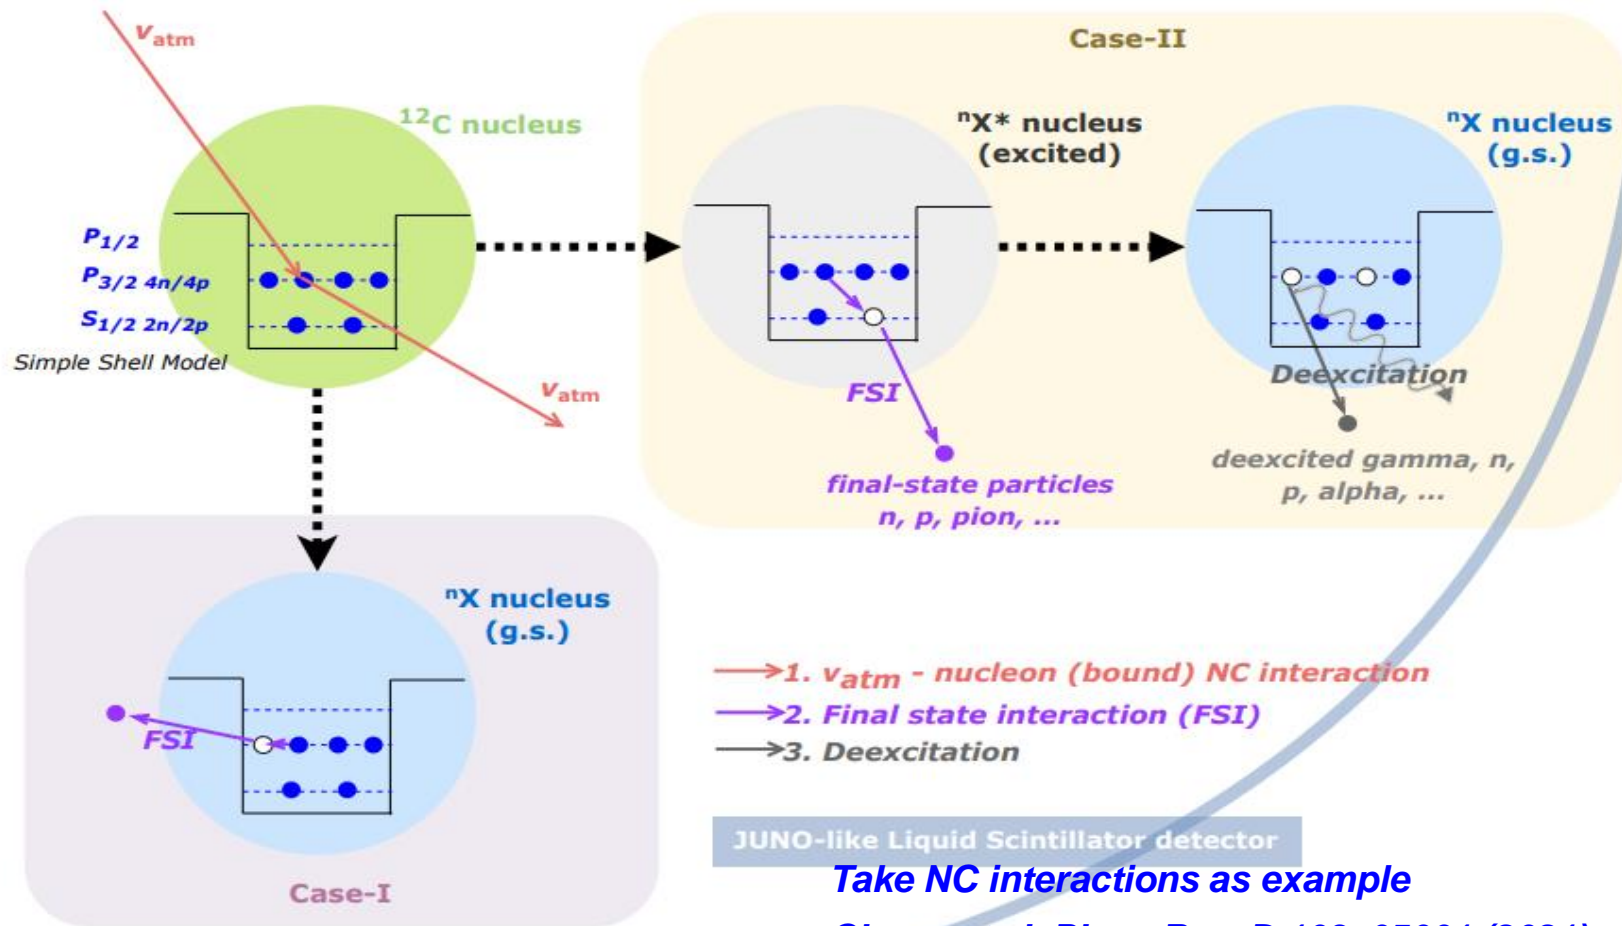 νatm
12C nucleus
P1/2
P3/2 4n/4p
S1/2 2n/2p
Simple Shell Model
νatm
Case-II
nX* nucleus
(excited)
FSI
final-state particles
n, p, pion, ...
nX nucleus
(g.s.)
Deexcitation
deexcited gamma, n,
p, alpha, ...
nX nucleus
(g.s.)
FSI
Case-I
1. νatm - nucleon (bound) NC interaction
2. Final state interaction (FSI)
3. Deexcitation
JUNO-like Liquid Scintillator detector
Take NC interactions as example